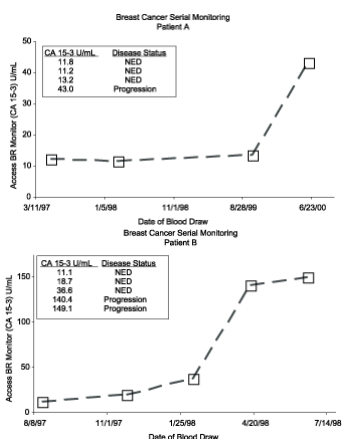 Breast Cancer Serial Monitoring
Patient A
50
40
30
20
10
0
Access BR Monitor (CA 15-3) U/mL
CA 15-3 U/mL Disease Status
11.8 NED
11.2 NED
13.2 NED
43.0 Progression
3/11/97 1/5/98 11/1/98 8/28/99 6/23/00
Date of Blood Draw
Breast Cancer Serial Monitoring
Patient B
150
100
50
0
Access BR Monitor (CA 15-3) U/mL
CA 15-3 U/mL Disease Status
11.1 NED
18.7 NED
36.6 NED
140.4 Progression
149.1 Progression
8/8/97 11/1/97 1/25/98 4/20/98 7/14/98
Date of Blood Draw